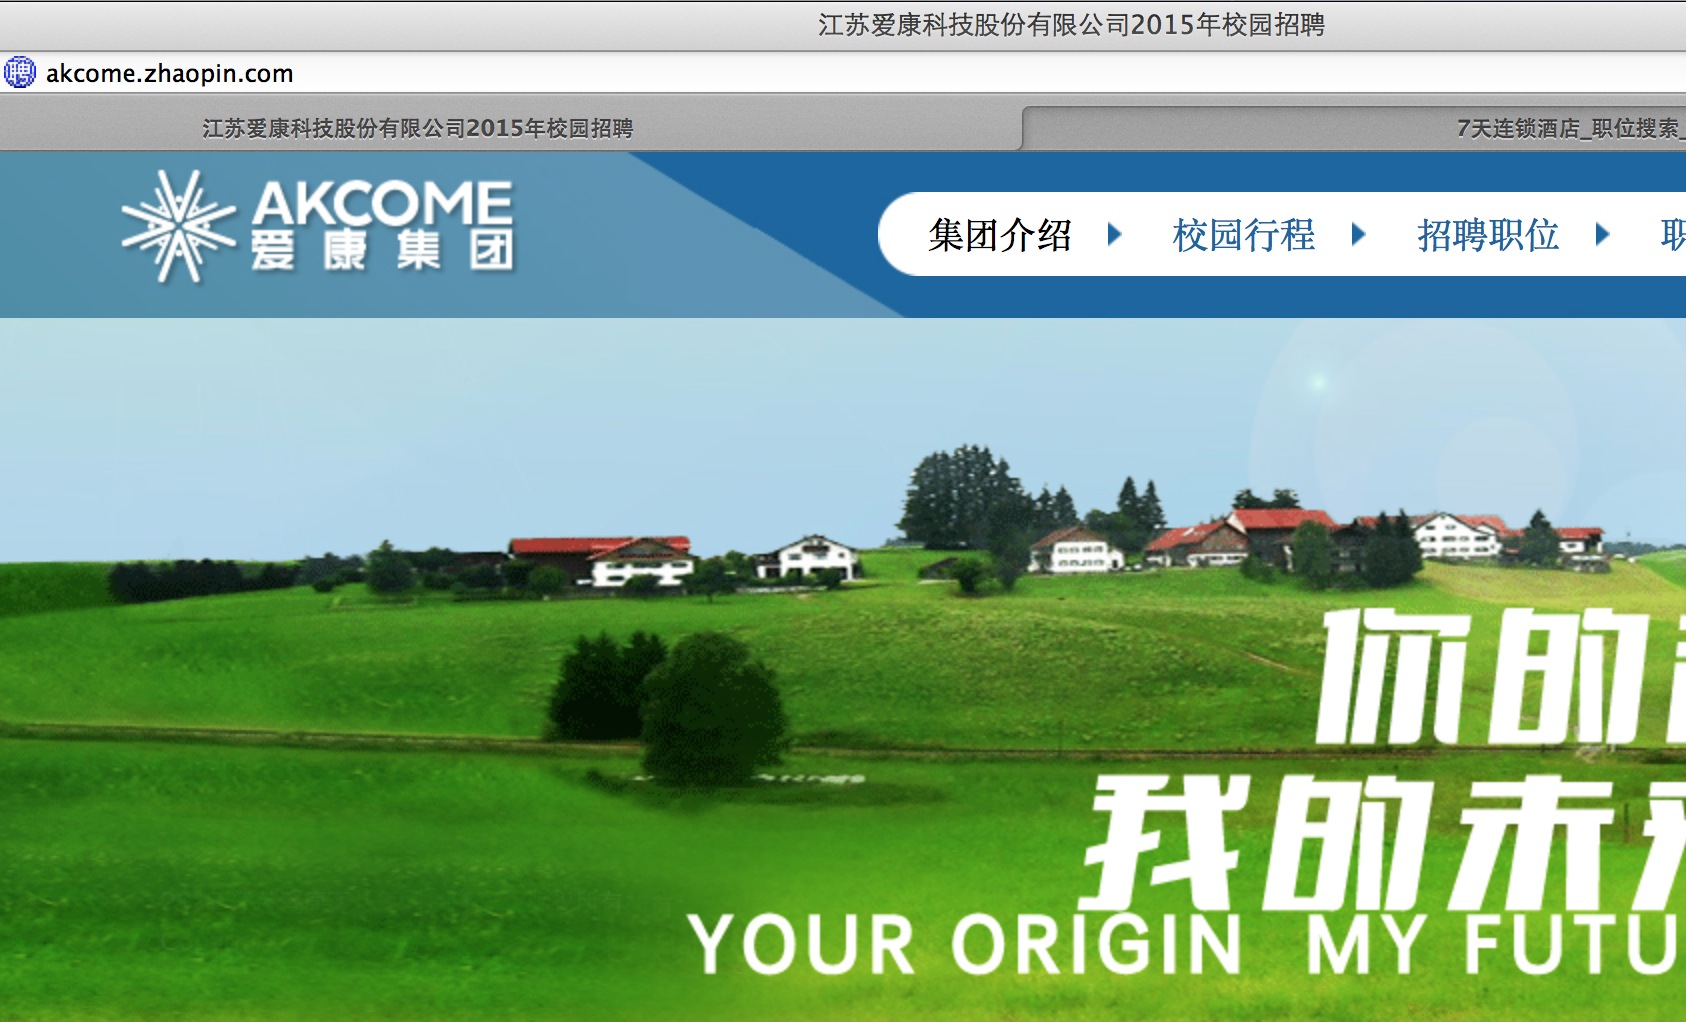 江苏爱康科技股份有限公司2015年校园招聘
akcome.zhaopin.com
江苏爱康科技股份有限公司2015年校园招聘
7天连锁酒店_职位搜索_
AKCOME
爱康集团
集团介绍 校园行程 招聘职位 职
你的
我的未
YOUR ORIGIN MY FUTU